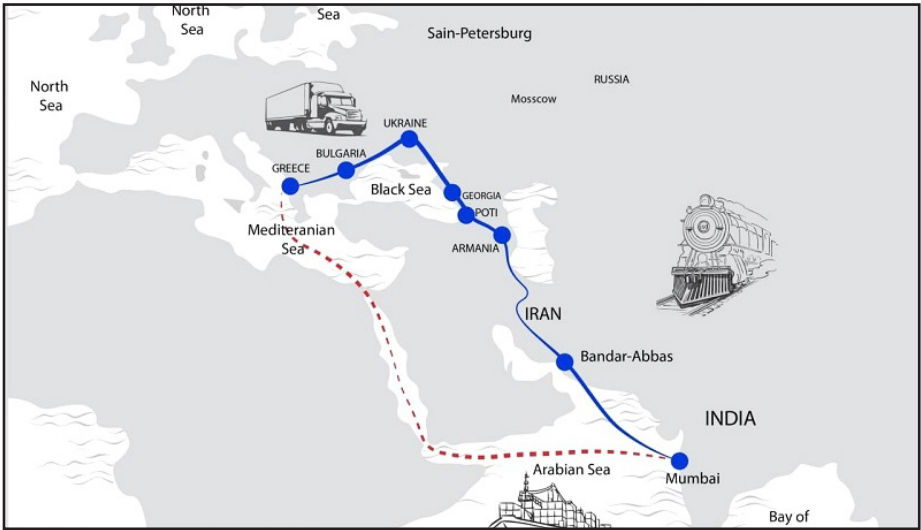 North
Sea
Sea
Sain-Petersburg
RUSSIA
North
Sea
Mosscow
UKRAINE
BULGARIA
GREECE
Black Sea
GEORGIA
POTI
Mediteranian
Sea
ARMANIA
IRAN
Bandar-Abbas
INDIA
Arabian Sea
Mumbai
Bay of